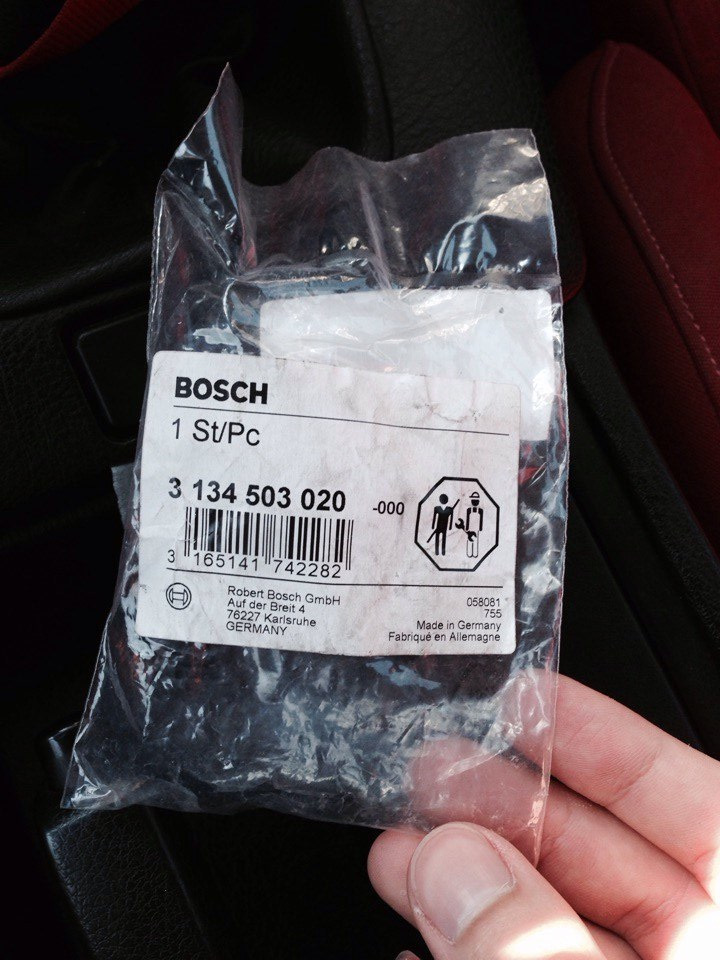 BOSCH
1 St/Pc
3 134 503 020 -000
3 165141 742282
Robert Bosch GmbH
Auf der Breit 4
76227 Karlsruhe
GERMANY
058081
755
Made in Germany
Fabriqué en Allemagne